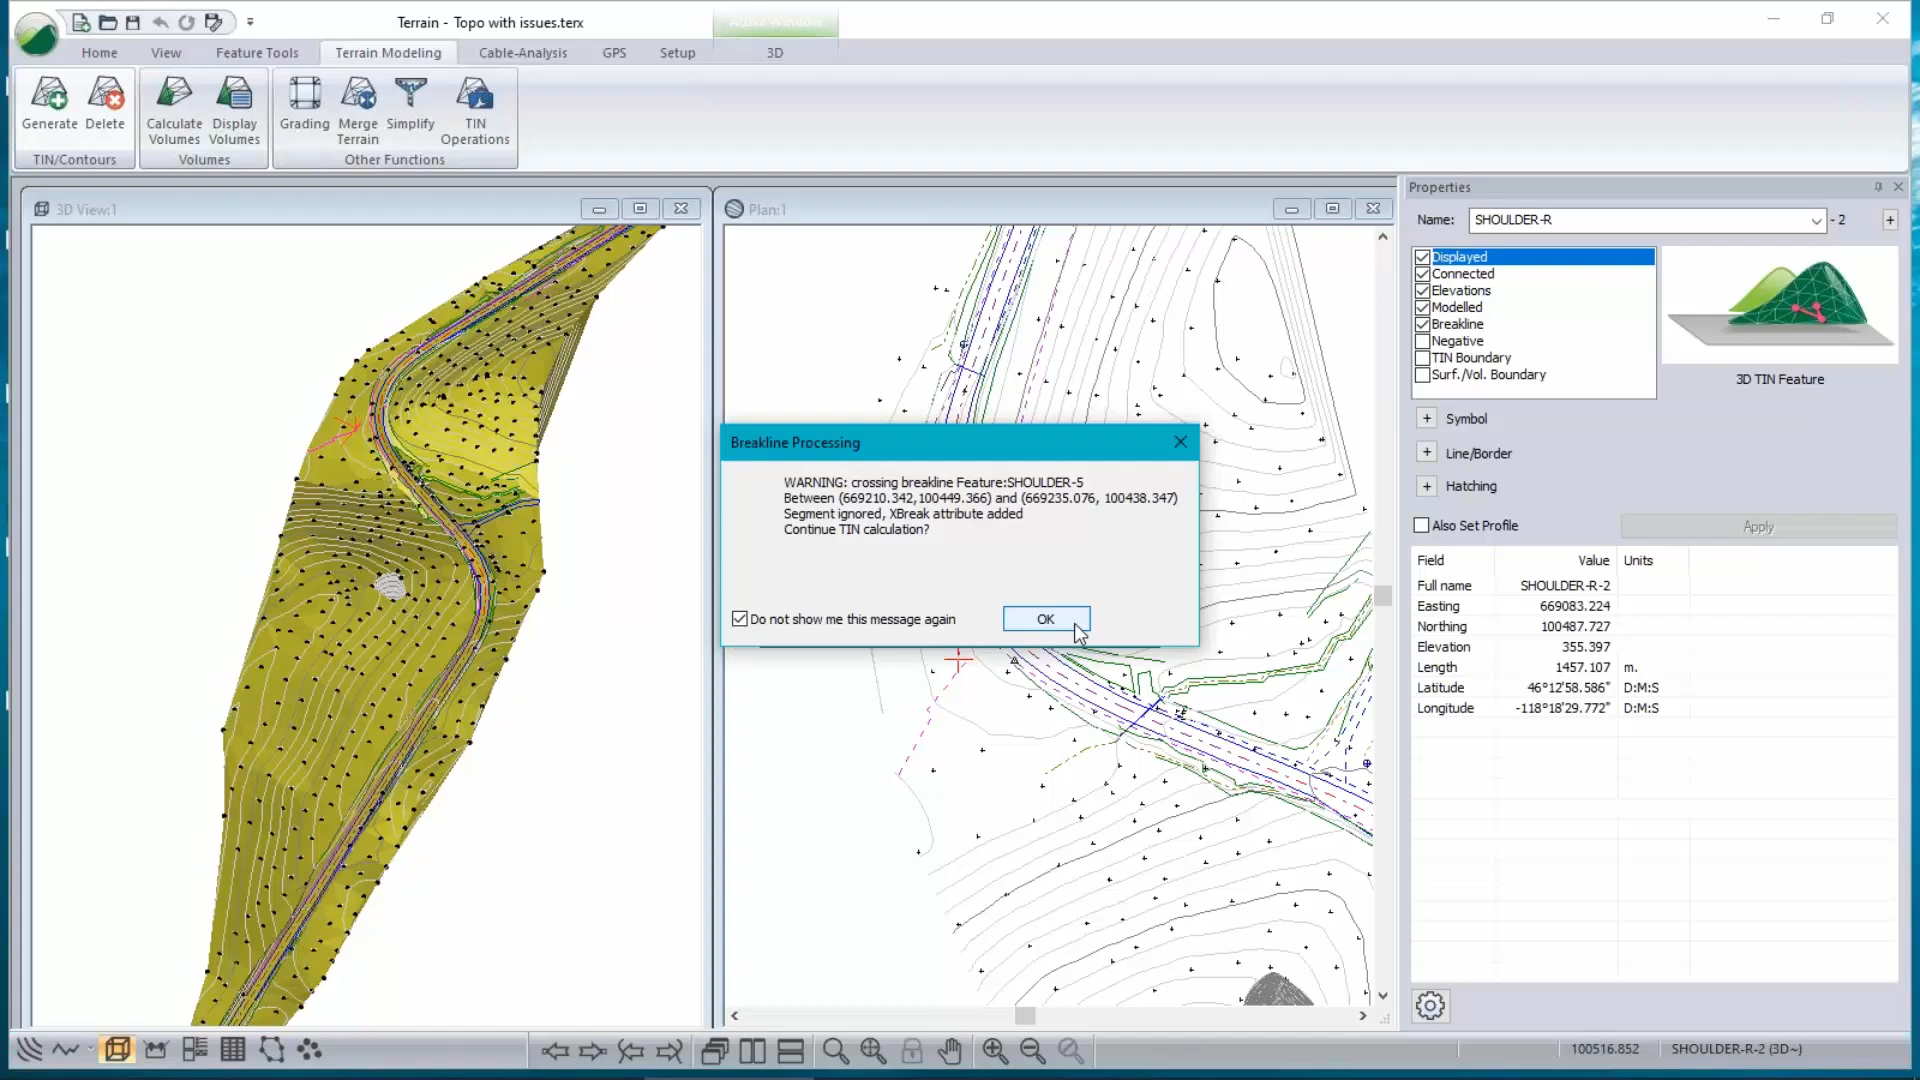 Terrain - Topo with issues.terx
Active Window
Home
View
Feature Tools
Terrain Modeling
Cable-Analysis
GPS
Setup
3D
Generate
Delete
Calculate Volumes
Display Volumes
Grading
Merge Terrain
Simplify
TIN Operations
TIN/Contours
Volumes
Other Functions
3D View:1
Plan:1
Breakline Processing
WARNING: crossing breakline Feature:SHOULDER-5
Between (669210.342,100449.366) and (669235.076, 100438.347)
Segment ignored, XBreak attribute added
Continue TIN calculation?
Do not show me this message again
OK
Properties
Name: SHOULDER-R - 2
Displayed
Connected
Elevations
Modelled
Breakline
Negative
TIN Boundary
Surf./Vol. Boundary
3D TIN Feature
Symbol
Line/Border
Hatching
Also Set Profile
Apply
Field Value Units
Full name SHOULDER-R-2
Easting 669083.224
Northing 100487.727
Elevation 355.397
Length 1457.107 m.
Latitude 46°12'58.586" D:M:S
Longitude -118°18'29.772" D:M:S
100516.852
SHOULDER-R-2 (3D~)